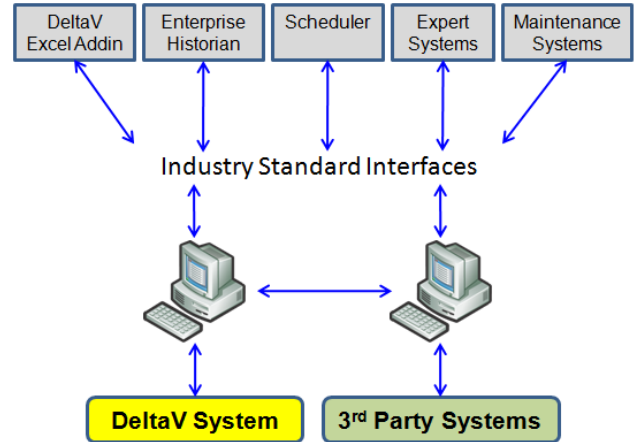 DeltaV
Excel Addin
Enterprise
Historian
Scheduler
Expert
Systems
Maintenance
Systems
Industry Standard Interfaces
DeltaV System
3rd Party Systems